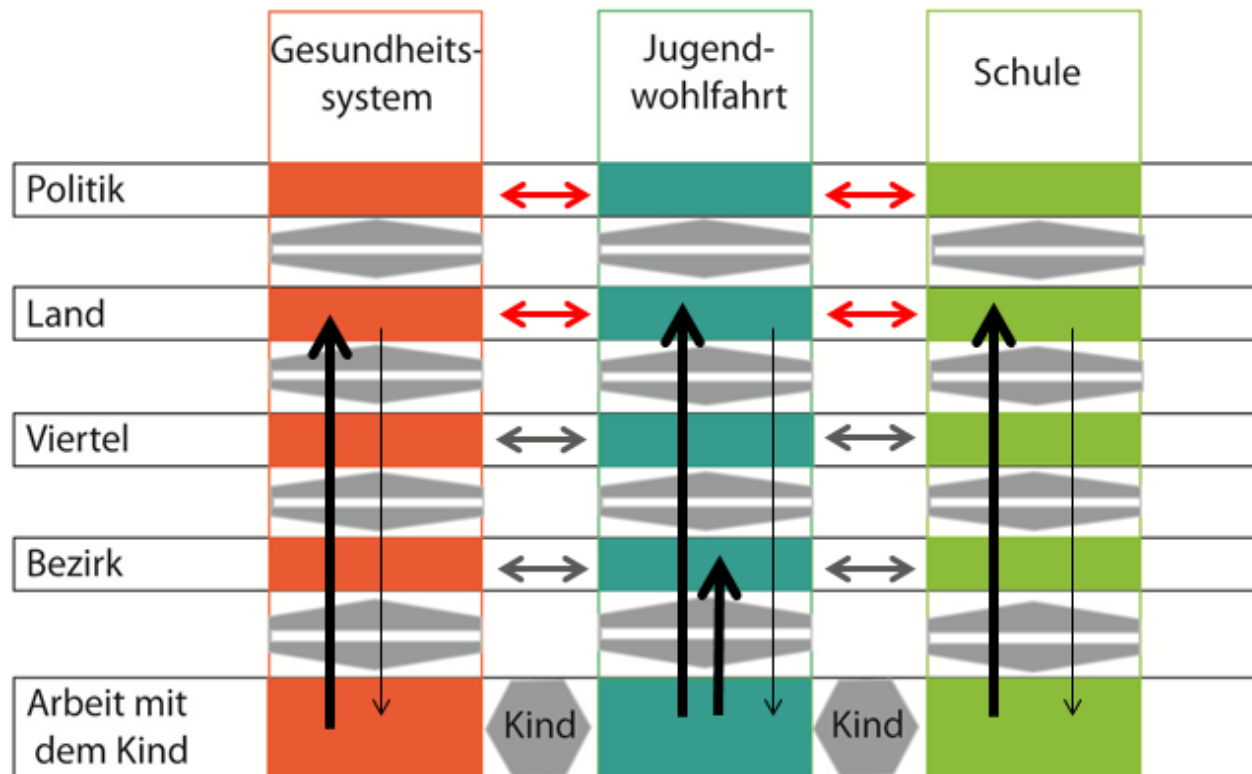 Gesundheits-
system
Jugend-
wohlfahrt
Schule
Politik
Land
Viertel
Bezirk
Arbeit mit
dem Kind
Kind
Kind